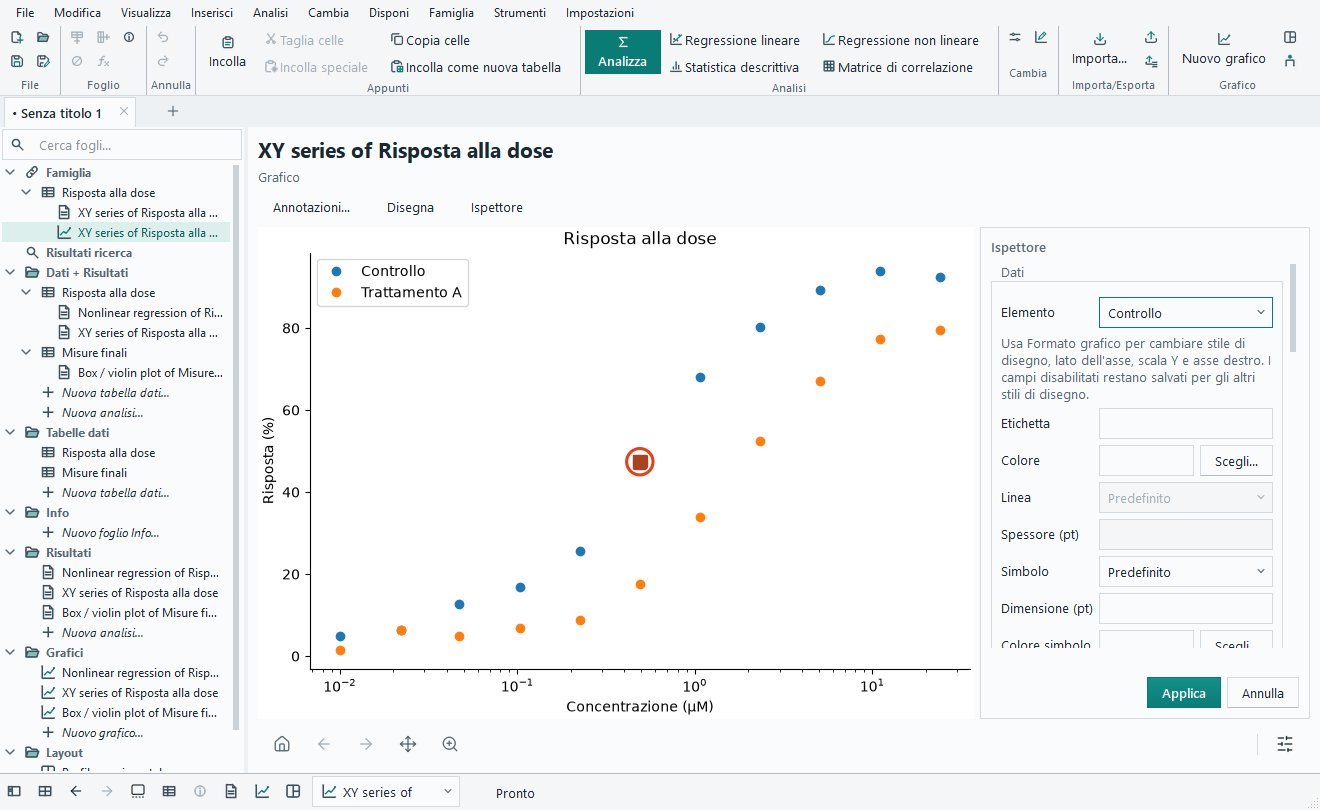 File Modifica Visualizza Inserisci Analisi Cambia Disponi Famiglia Strumenti Impostazioni
Incolla
Taglia celle
Copia celle
Incolla speciale
Incolla come nuova tabella
Σ
Analizza
Regressione lineare
Regressione non lineare
Statistica descrittiva
Matrice di correlazione
Importa...
Nuovo grafico
File Foglio Annulla Appunti Analisi Cambia Importa/Esporta Grafico
• Senza titolo 1
Cerca fogli...
Famiglia
Risposta alla dose
XY series of Risposta alla ...
XY series of Risposta alla ...
Risultati ricerca
Dati + Risultati
Risposta alla dose
Nonlinear regression of Ri...
XY series of Risposta alla ...
Misure finali
Box / violin plot of Misure...
Nuova tabella dati...
Nuova analisi...
Tabelle dati
Risposta alla dose
Misure finali
Nuova tabella dati...
Info
Nuovo foglio Info...
Risultati
Nonlinear regression of Risp...
XY series of Risposta alla dose
Box / violin plot of Misure fi...
Nuova analisi...
Grafici
Nonlinear regression of Risp...
XY series of Risposta alla dose
Box / violin plot of Misure fi...
Nuovo grafico...
Layout
XY series of Risposta alla dose
Grafico
Annotazioni... Disegna Ispettore
Risposta alla dose
Controllo
Trattamento A
Risposta (%)
80
60
40
20
0
10⁻² 10⁻¹ 10⁰ 10¹
Concentrazione (µM)
Ispettore
Dati
Elemento Controllo
Usa Formato grafico per cambiare stile di
disegno, lato dell'asse, scala Y e asse destro. I
campi disabilitati restano salvati per gli altri
stili di disegno.
Etichetta
Colore Scegli...
Linea Predefinito
Spessore (pt)
Simbolo Predefinito
Dimensione (pt)
Colore simbolo Scegli...
Applica Annulla
XY series of
Pronto